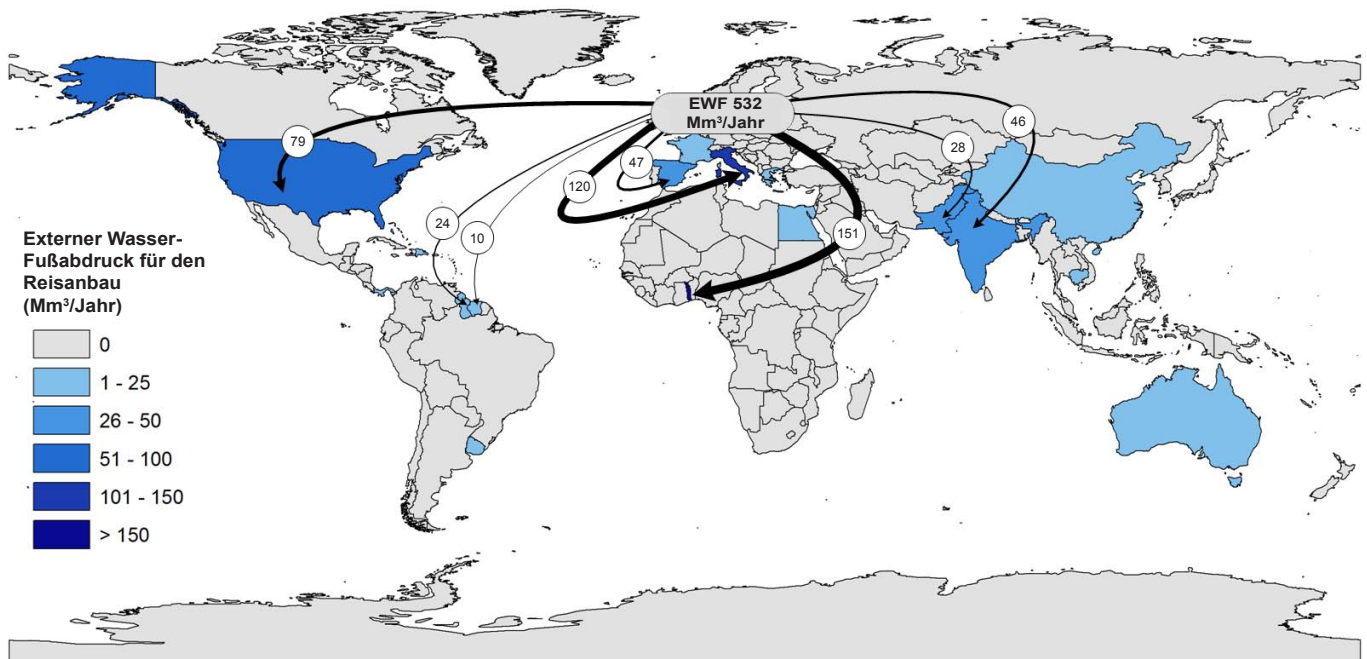 EWF 532
Mm³/Jahr
79
46
28
47
120
24
10
151
Externer Wasser-
Fußabdruck für den
Reisanbau
(Mm³/Jahr)
0
1 - 25
26 - 50
51 - 100
101 - 150
> 150